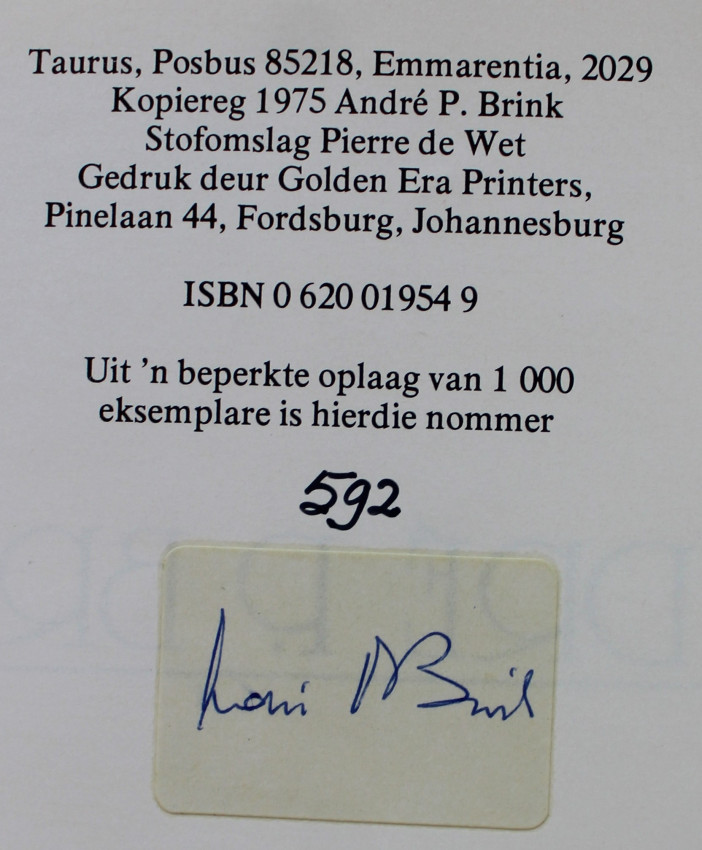 Taurus, Posbus 85218, Emmarentia, 2029
Kopiereg 1975 André P. Brink
Stofomslag Pierre de Wet
Gedruk deur Golden Era Printers,
Pinelaan 44, Fordsburg, Johannesburg
ISBN 0 620 01954 9
Uit 'n beperkte oplaag van 1 000
eksemplare is hierdie nommer
592
Brink